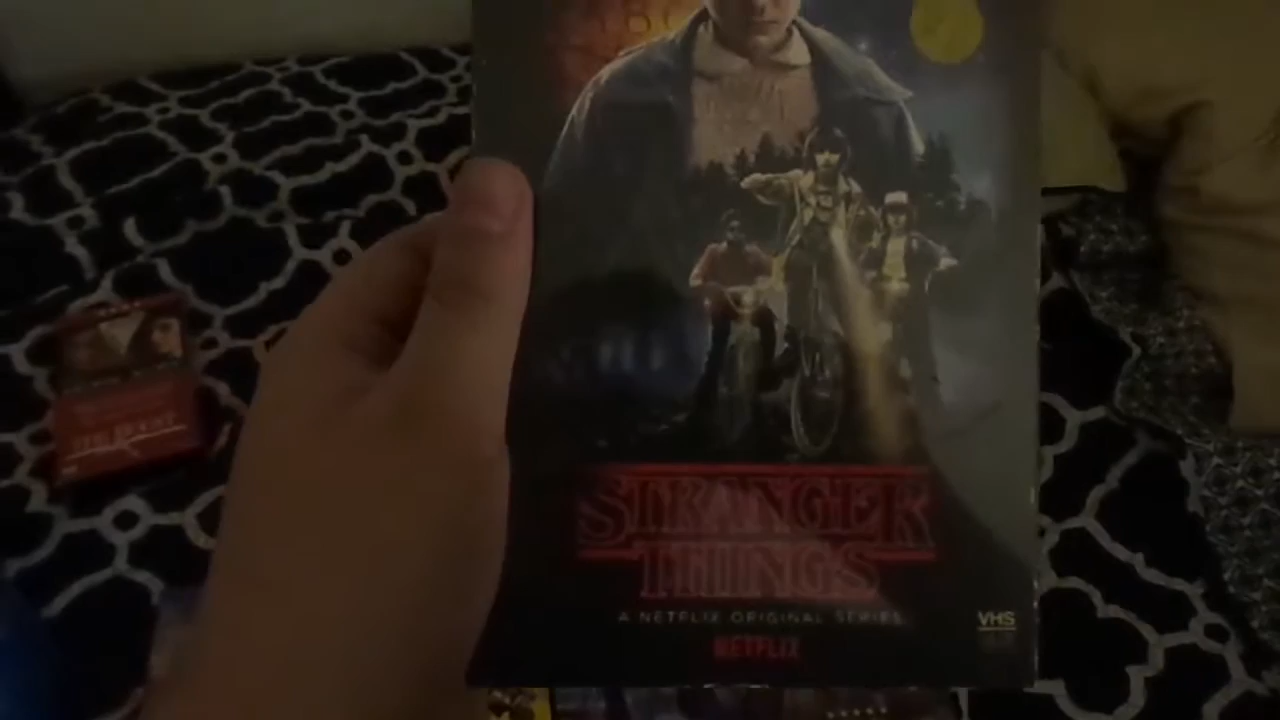 STRANGER
THINGS
A NETFLIX ORIGINAL SERIES
VHS
NETFLIX